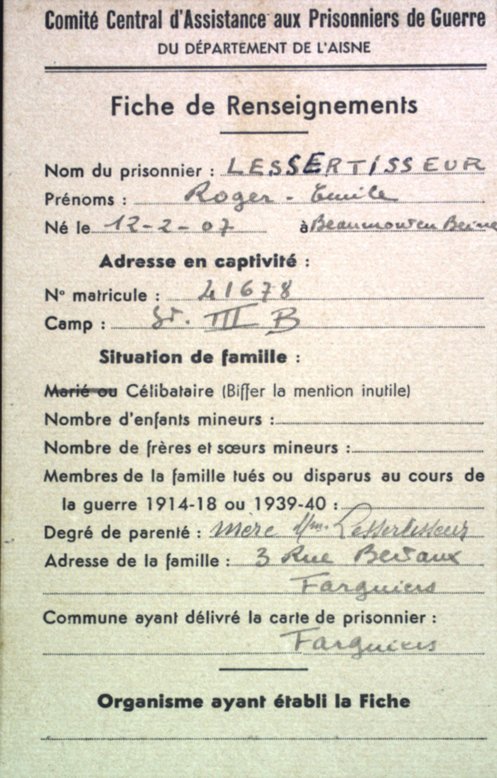 Comité Central d'Assistance aux Prisonniers de Guerre
DU DÉPARTEMENT DE L'AISNE
Fiche de Renseignements
Nom du prisonnier : LESSERTISSEUR
Prénoms : Roger - Emile
Né le 12-2-07 à Beaumont en Beine
Adresse en captivité :
N° matricule : 41678
Camp : St. III B
Situation de famille :
Marié ou Célibataire (Biffer la mention inutile)
Nombre d'enfants mineurs :
Nombre de frères et sœurs mineurs :
Membres de la famille tués ou disparus au cours de
la guerre 1914-18 ou 1939-40 :
Degré de parenté : mère Mme Lessertisseur
Adresse de la famille : 3 Rue
Farguiers
Commune ayant délivré la carte de prisonnier :
Farguiers
Organisme ayant établi la Fiche